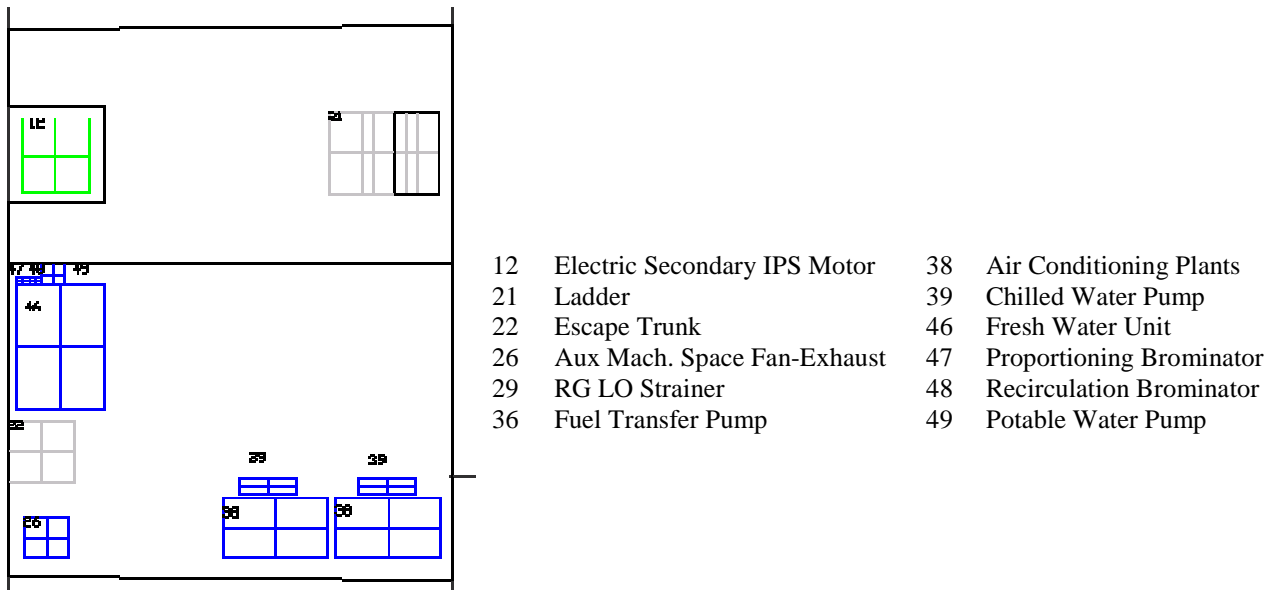 12
21
47 48 49
46
22
39 39
38 38
26
12 Electric Secondary IPS Motor 38 Air Conditioning Plants
21 Ladder 39 Chilled Water Pump
22 Escape Trunk 46 Fresh Water Unit
26 Aux Mach. Space Fan-Exhaust 47 Proportioning Brominator
29 RG LO Strainer 48 Recirculation Brominator
36 Fuel Transfer Pump 49 Potable Water Pump